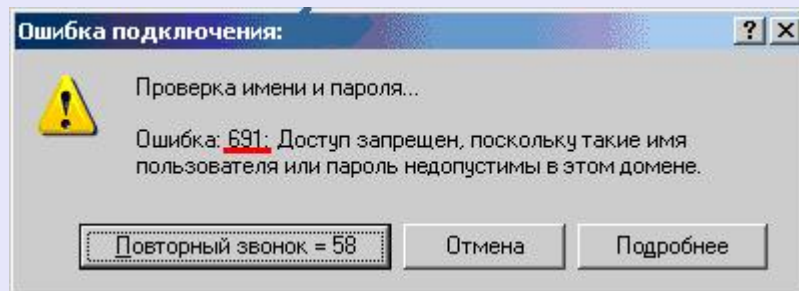 Ошибка подключения:
Проверка имени и пароля...
Ошибка: 691: Доступ запрещен, поскольку такие имя
пользователя или пароль недопустимы в этом домене.
Повторный звонок = 58 Отмена Подробнее